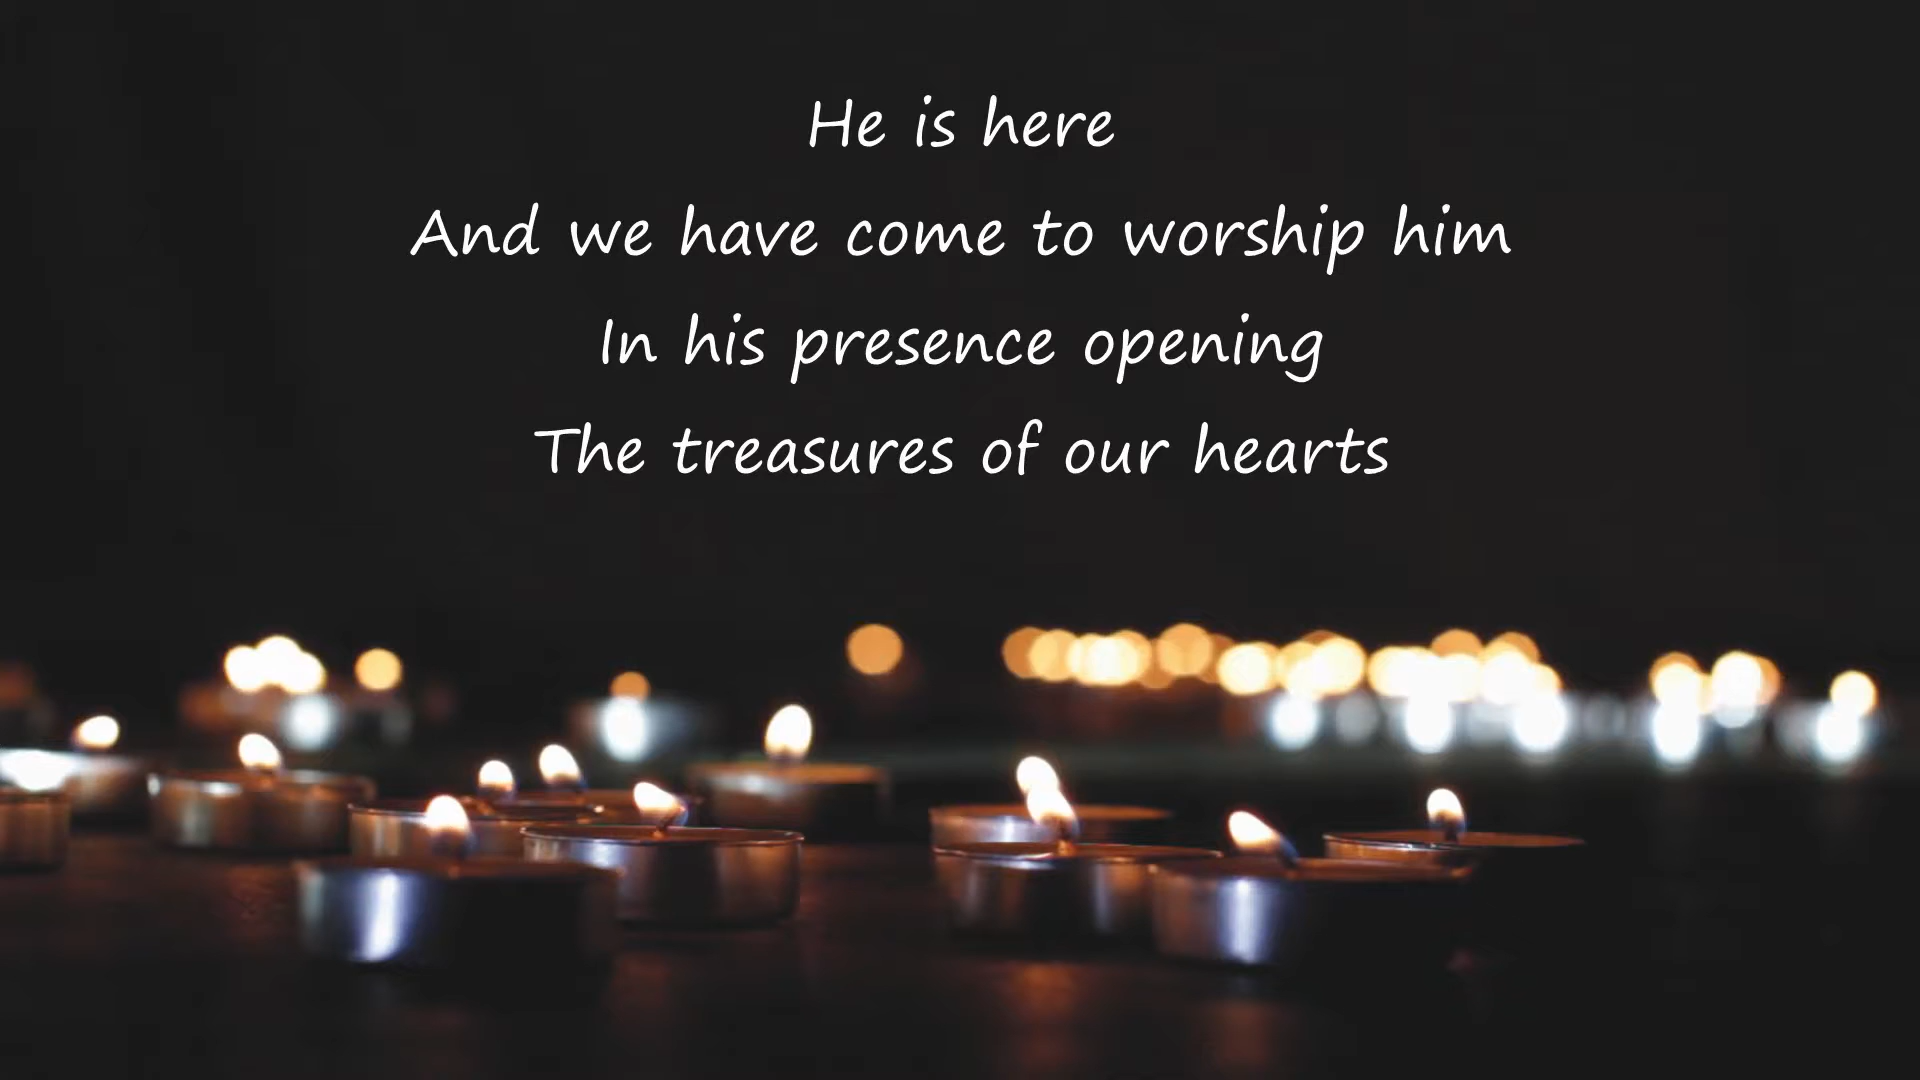 He is here
And we have come to worship him
In his presence opening
The treasures of our hearts